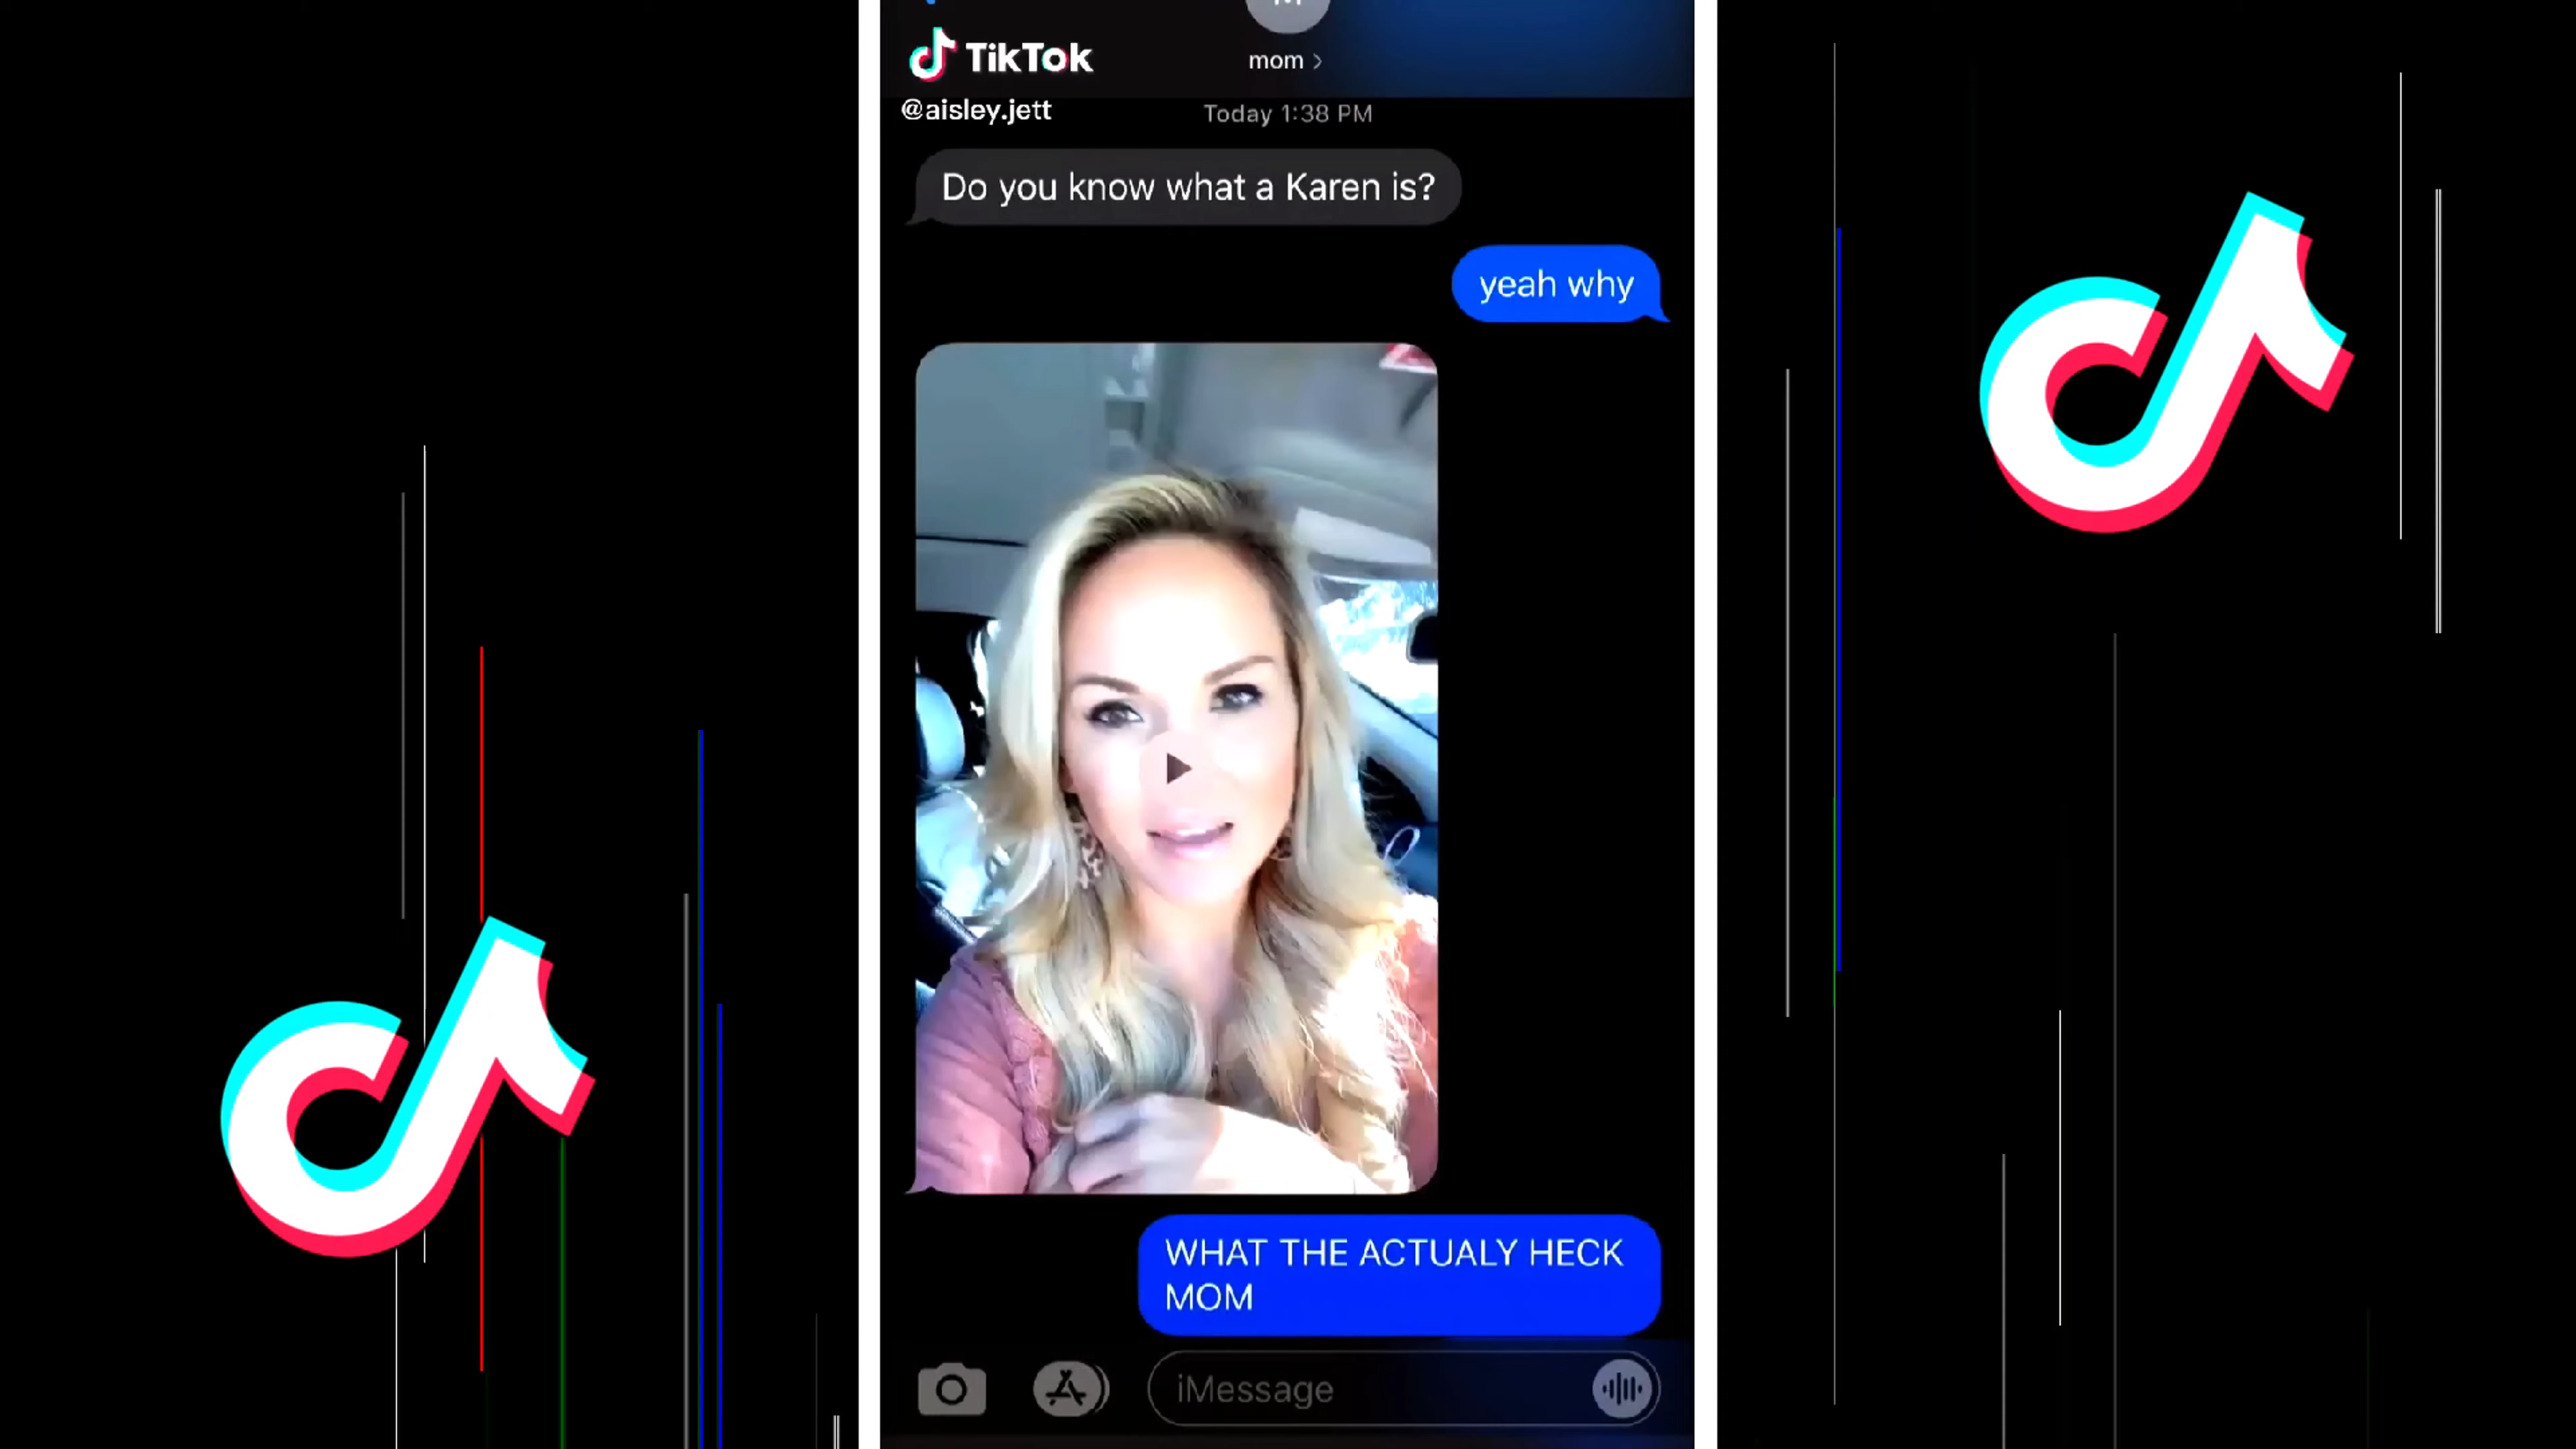 TikTok
mom >
@aisley.jett
Today 1:38 PM
Do you know what a Karen is?
yeah why
WHAT THE ACTUALY HECK
MOM
iMessage